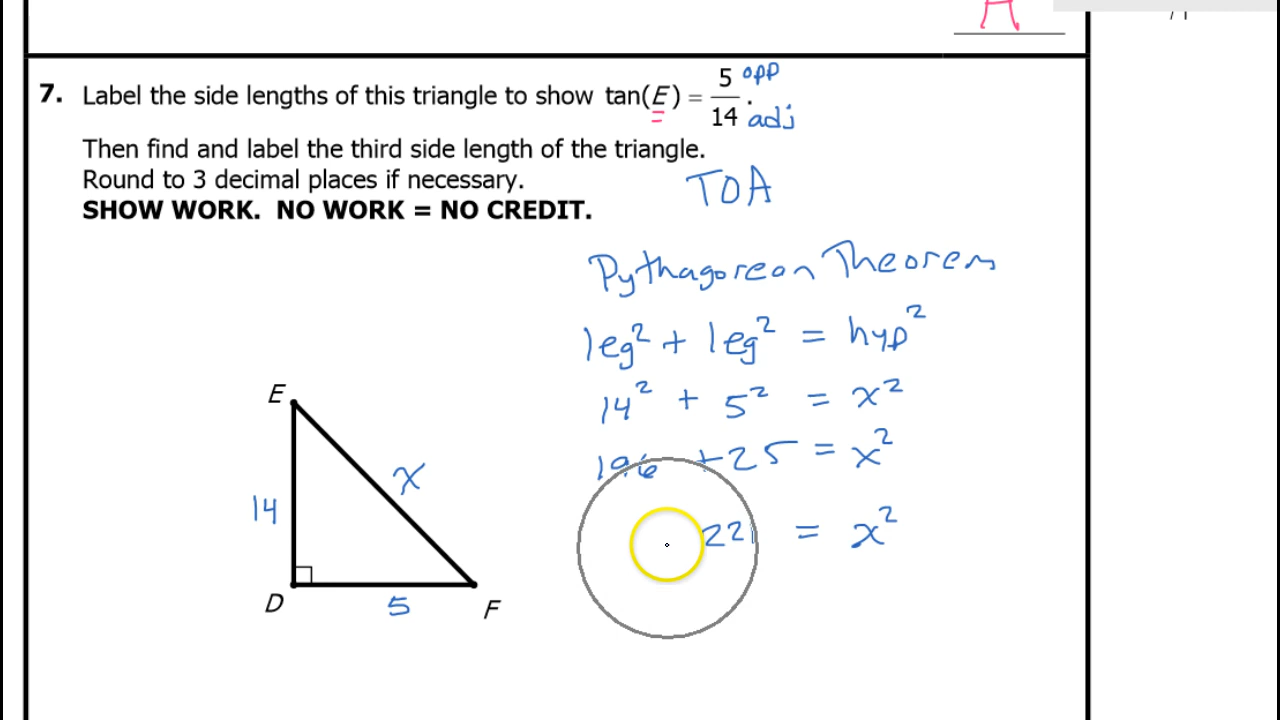 A
7. Label the side lengths of this triangle to show tan(E) = 5/14. opp adj
Then find and label the third side length of the triangle.
Round to 3 decimal places if necessary.
SHOW WORK. NO WORK = NO CREDIT.
TOA
Pythagorean Theorem
leg² + leg² = hyp²
14² + 5² = x²
196 + 25 = x²
221 = x²
E
x
14
D
5
F